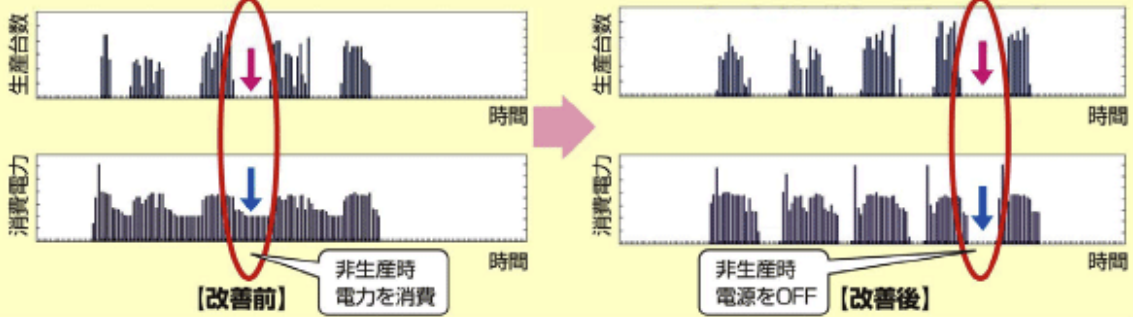 生産台数
時間
消費電力
時間
非生産時
電力を消費
【改善前】
生産台数
時間
消費電力
時間
非生産時
電源をOFF
【改善後】